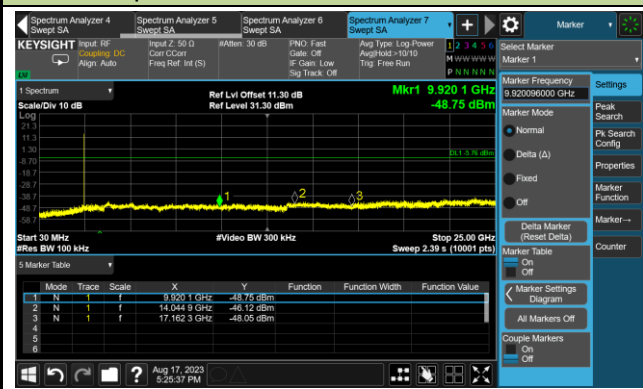 Spectrum Analyzer 4
Swept SA
Spectrum Analyzer 5
Swept SA
Spectrum Analyzer 6
Swept SA
Spectrum Analyzer 7
Swept SA
Marker
KEYSIGHT
Input: RF
Coupling: DC
Align: Auto
Input Z: 50 Ω
Corr CCorr
Freq Ref: Int (S)
#Atten: 30 dB
PNO: Fast
Gate: Off
IF Gain: Low
Sig Track: Off
Avg Type: Log-Power
Avg|Hold:>10/10
Trig: Free Run
1 2 3 4 5 6
M W W W W W
P N N N N N
LXI
Select Marker
Marker 1
1 Spectrum
Scale/Div 10 dB
Ref Lvl Offset 11.30 dB
Ref Level 31.30 dBm
Mkr1 9.920 1 GHz
-48.75 dBm
Log
21.3
11.3
1.30
-8.70
-18.7
-28.7
-38.7
-48.7
-58.7
1
2
3
Start 30 MHz
#Res BW 100 kHz
#Video BW 300 kHz
Stop 25.00 GHz
Sweep 2.39 s (10001 pts)
5 Marker Table
Mode Trace Scale X Y Function Function Width Function Value
1 N 1 f 9.920 1 GHz -48.75 dBm
2 N 1 f 14.044 9 GHz -46.12 dBm
3 N 1 f 17.162 3 GHz -48.05 dBm
4
5
6
Marker Frequency
9.920096000 GHz
Marker Mode
Normal
Delta (Δ)
Fixed
Off
Delta Marker
(Reset Delta)
Marker Table
On
Off
Marker Settings
Diagram
All Markers Off
Couple Markers
On
Off
Settings
Peak
Search
Pk Search
Config
Properties
Marker
Function
Marker→
Counter
?
Aug 17, 2023
5:25:37 PM